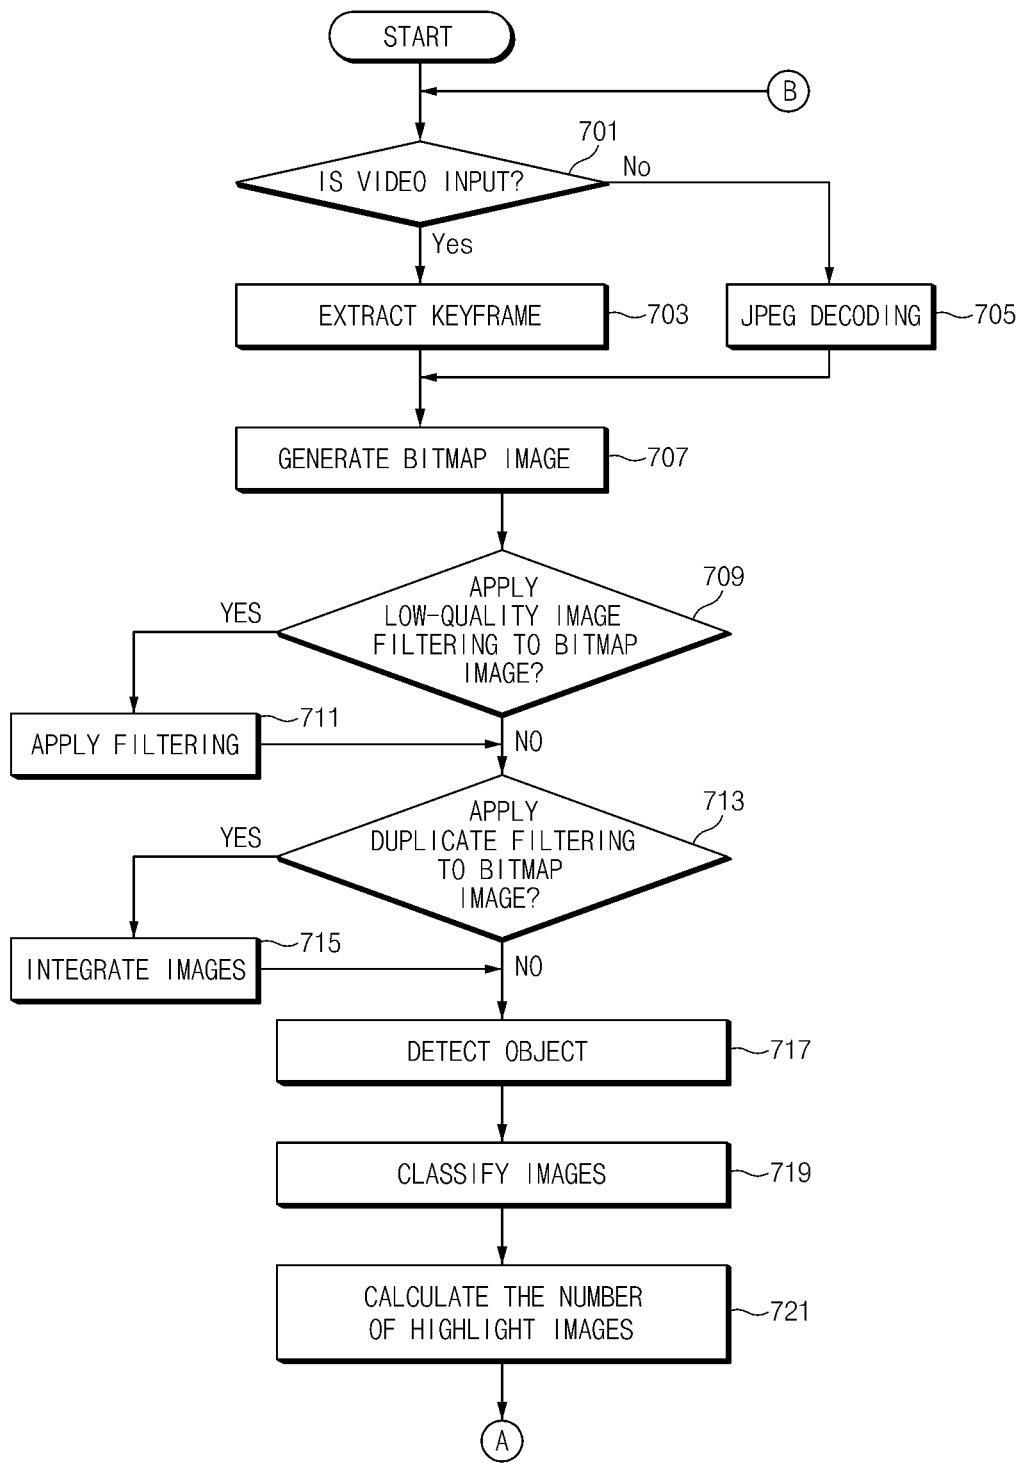 START
B
701
IS VIDEO INPUT?
No
Yes
EXTRACT KEYFRAME
703
JPEG DECODING
705
GENERATE BITMAP IMAGE
707
APPLY
LOW-QUALITY IMAGE
FILTERING TO BITMAP
IMAGE?
709
YES
711
APPLY FILTERING
NO
APPLY
DUPLICATE FILTERING
TO BITMAP
IMAGE?
713
YES
715
INTEGRATE IMAGES
NO
DETECT OBJECT
717
CLASSIFY IMAGES
719
CALCULATE THE NUMBER
OF HIGHLIGHT IMAGES
721
A